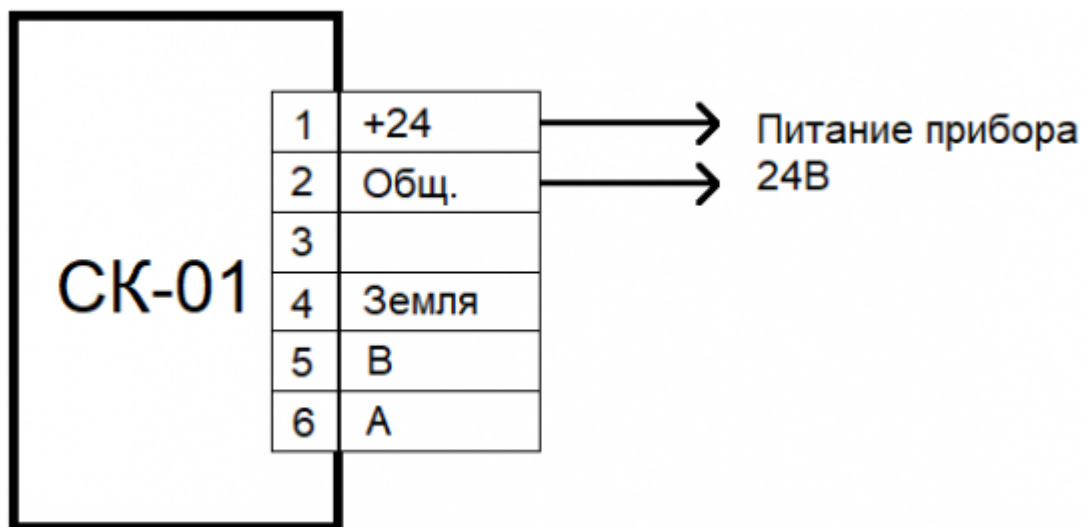 СК-01
1 +24
2 Общ.
3
4 Земля
5 В
6 А
Питание прибора
24В